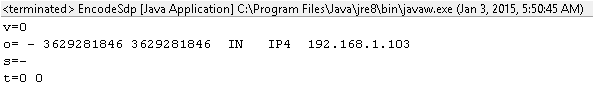 <terminated> EncodeSdp [Java Application] C:\Program Files\Java\jre8\bin\javaw.exe (Jan 3, 2015, 5:50:45 AM)
v=0
o= - 3629281846 3629281846  IN   IP4  192.168.1.103
s=-
t=0 0